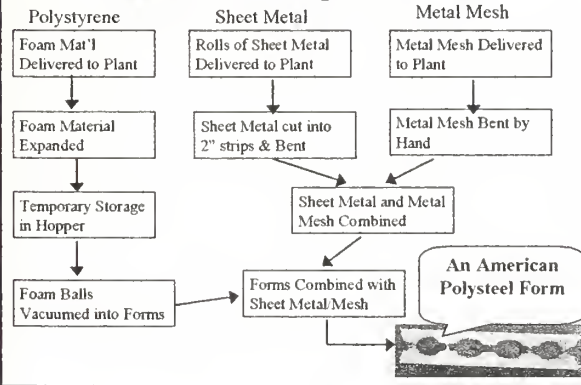 Polystyrene
Sheet Metal
Metal Mesh
Foam Mat'l
Delivered to Plant
Rolls of Sheet Metal
Delivered to Plant
Metal Mesh Delivered
to Plant
Foam Material
Expanded
Sheet Metal cut into
2" strips & Bent
Metal Mesh Bent by
Hand
Temporary Storage
in Hopper
Sheet Metal and Metal
Mesh Combined
Foam Balls
Vacuumed into Forms
Forms Combined with
Sheet Metal/Mesh
An American
Polysteel Form